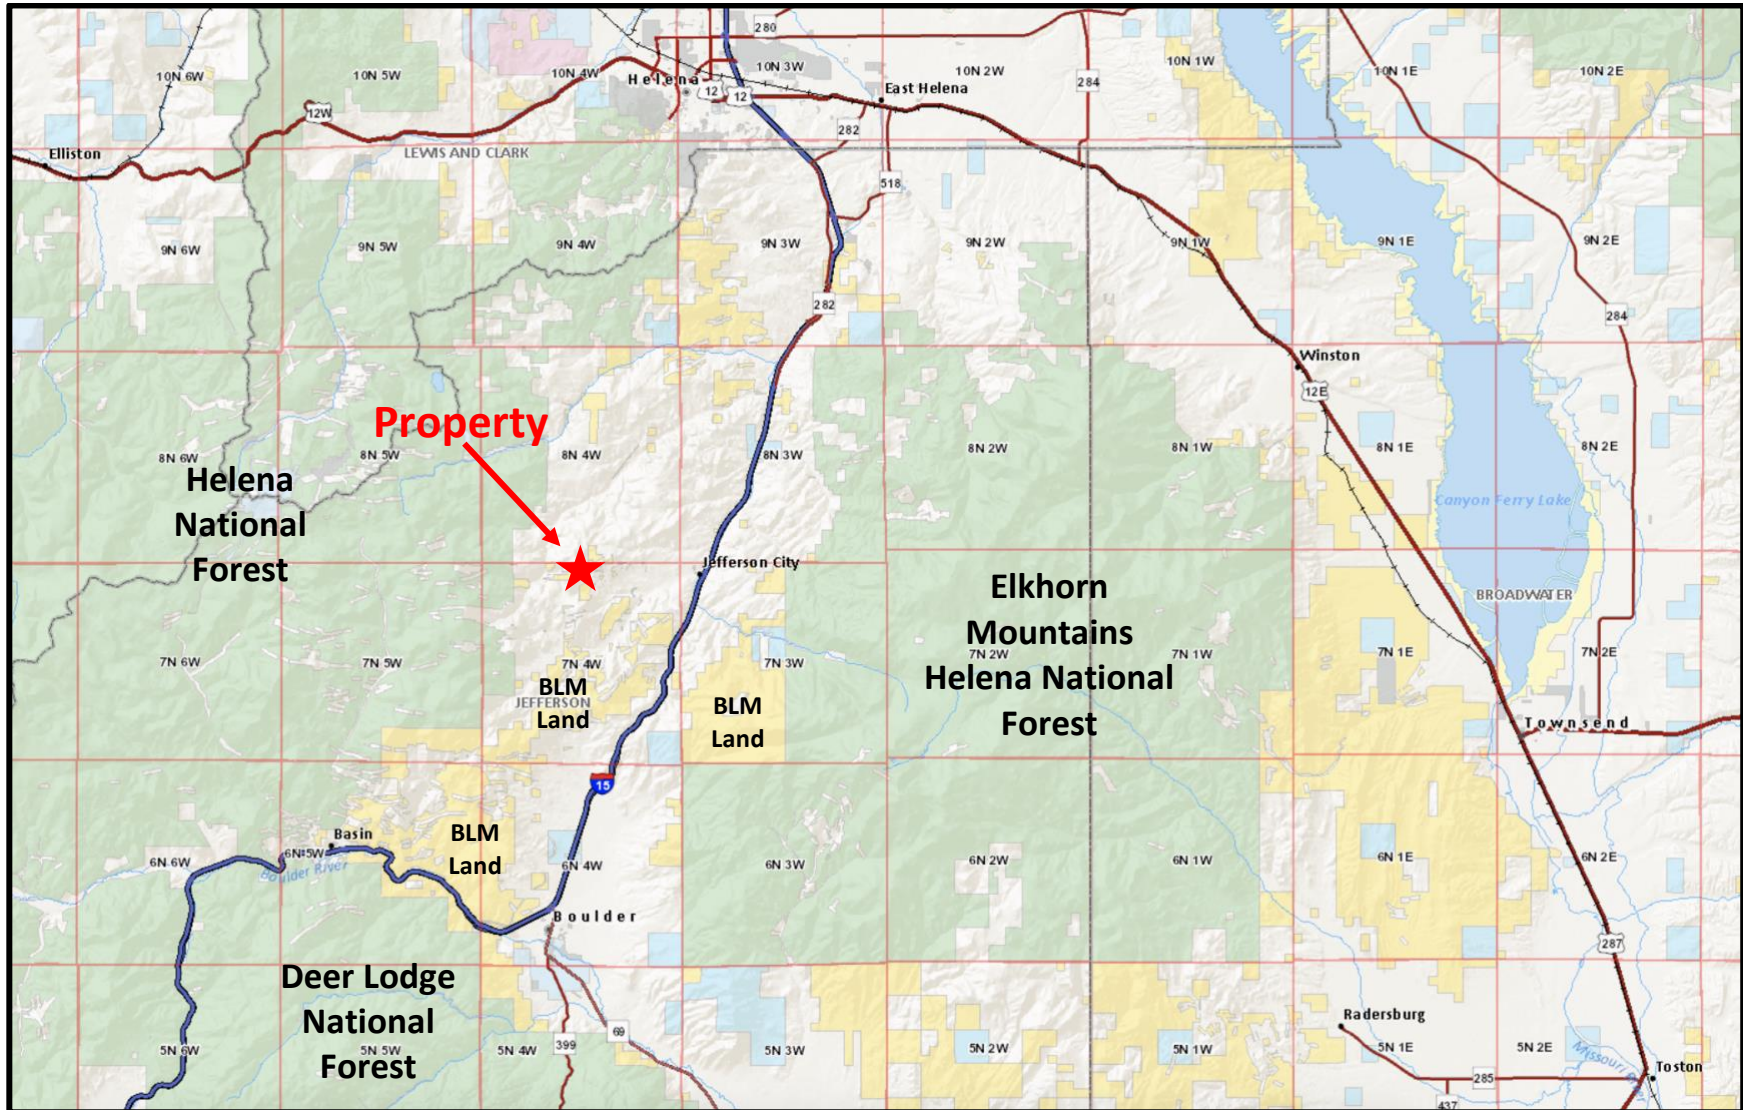 280
10N 6W
10N 5W
10N 4W
Helena
10N 3W
10N 2W
10N 1W
284
10N 1E
10N 2E
12
12
East Helena
12W
282
Elliston
LEWIS AND CLARK
518
9N 6W
9N 5W
9N 4W
9N 3W
9N 2W
9N 1W
9N 1E
9N 2E
282
284
Winston
12E
Property
8N 6W
8N 5W
8N 4W
8N 3W
8N 2W
8N 1W
8N 1E
8N 2E
Helena
National
Forest
Canyon Ferry Lake
Jefferson City
Elkhorn
Mountains
Helena National
Forest
BROADWATER
7N 6W
7N 5W
7N 4W
7N 3W
7N 2W
7N 1W
7N 1E
7N 2E
BLM
Land
JEFFERSON
BLM
Land
Townsend
15
Basin
BLM
Land
6N 6W
6N 5W
6N 4W
6N 3W
6N 2W
6N 1W
6N 1E
6N 2E
Boulder River
Boulder
287
Deer Lodge
National
Forest
Radersburg
5N 6W
5N 5W
5N 4W
399
69
5N 3W
5N 2W
5N 1W
5N 1E
5N 2E
Missouri River
Toston
285
437